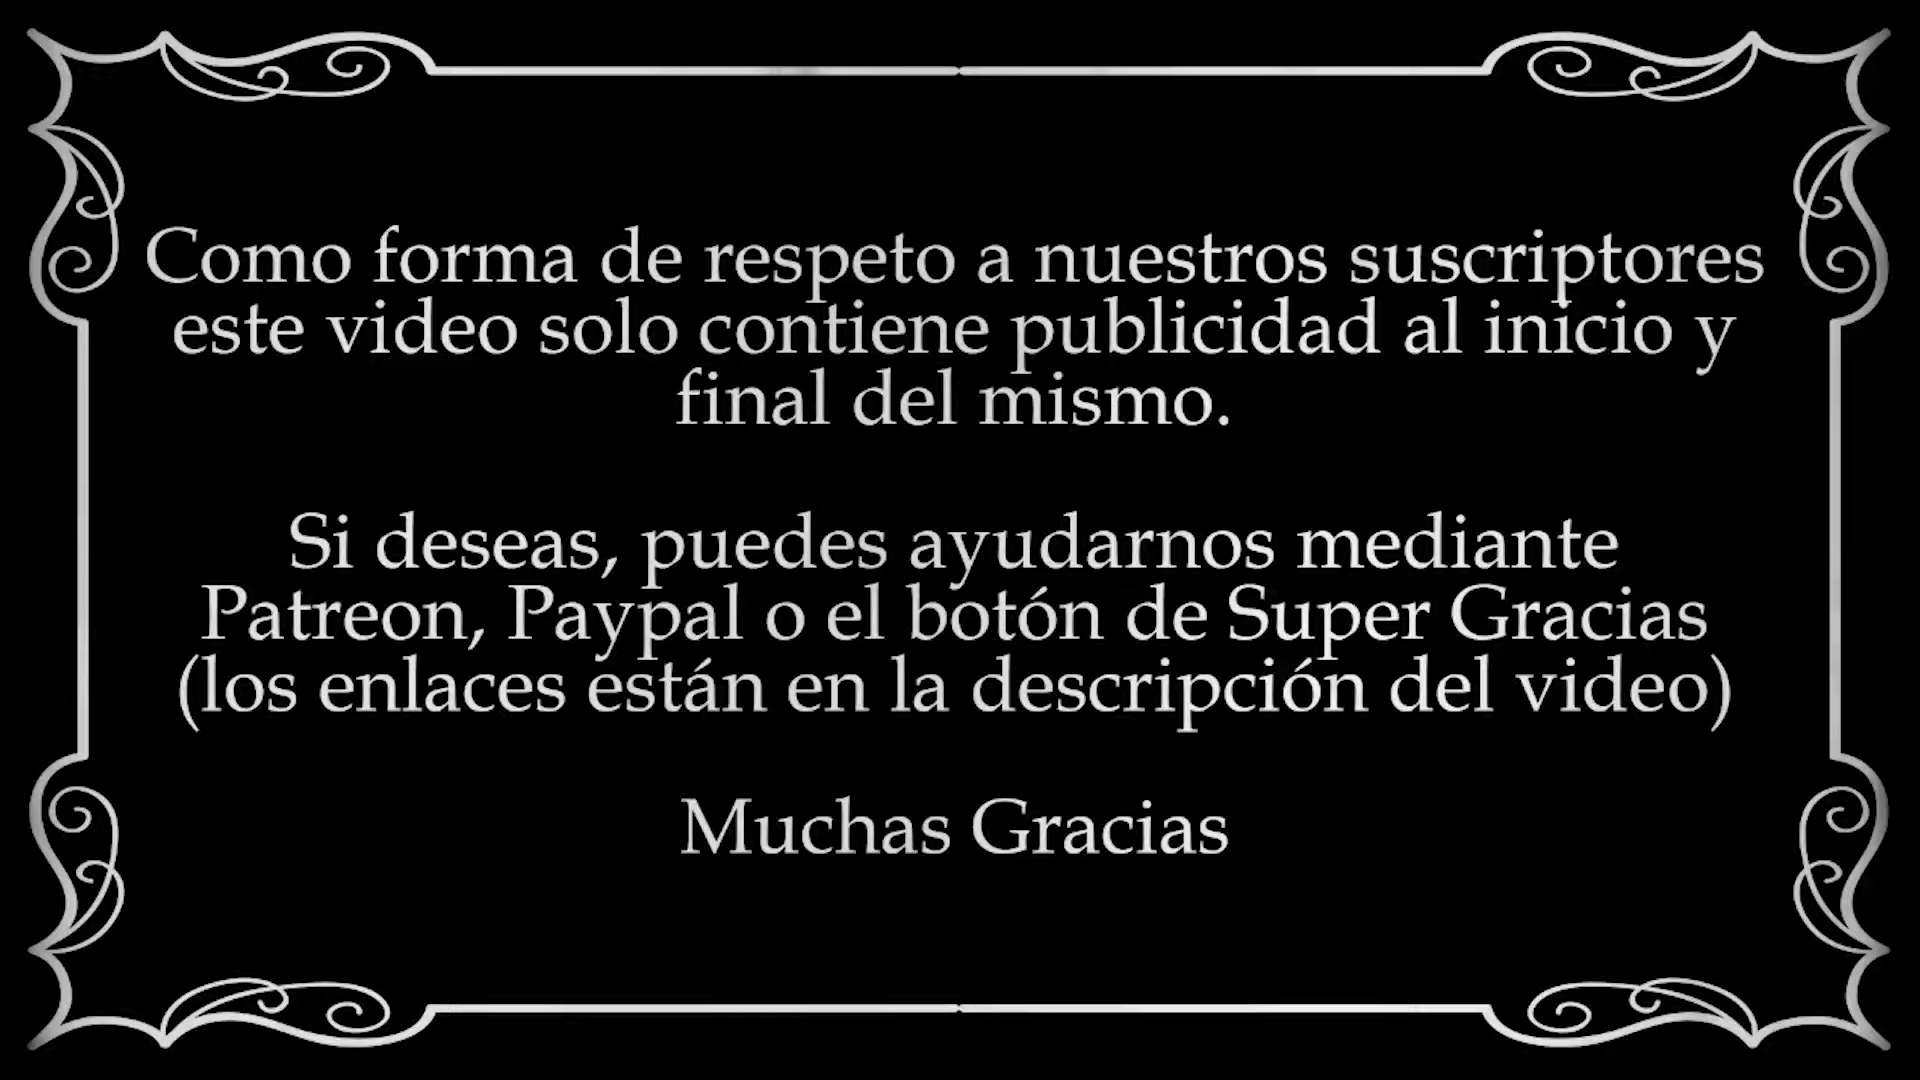 Como forma de respeto a nuestros suscriptores
este video solo contiene publicidad al inicio y
final del mismo.
Si deseas, puedes ayudarnos mediante
Patreon, Paypal o el botón de Super Gracias
(los enlaces están en la descripción del video)
Muchas Gracias